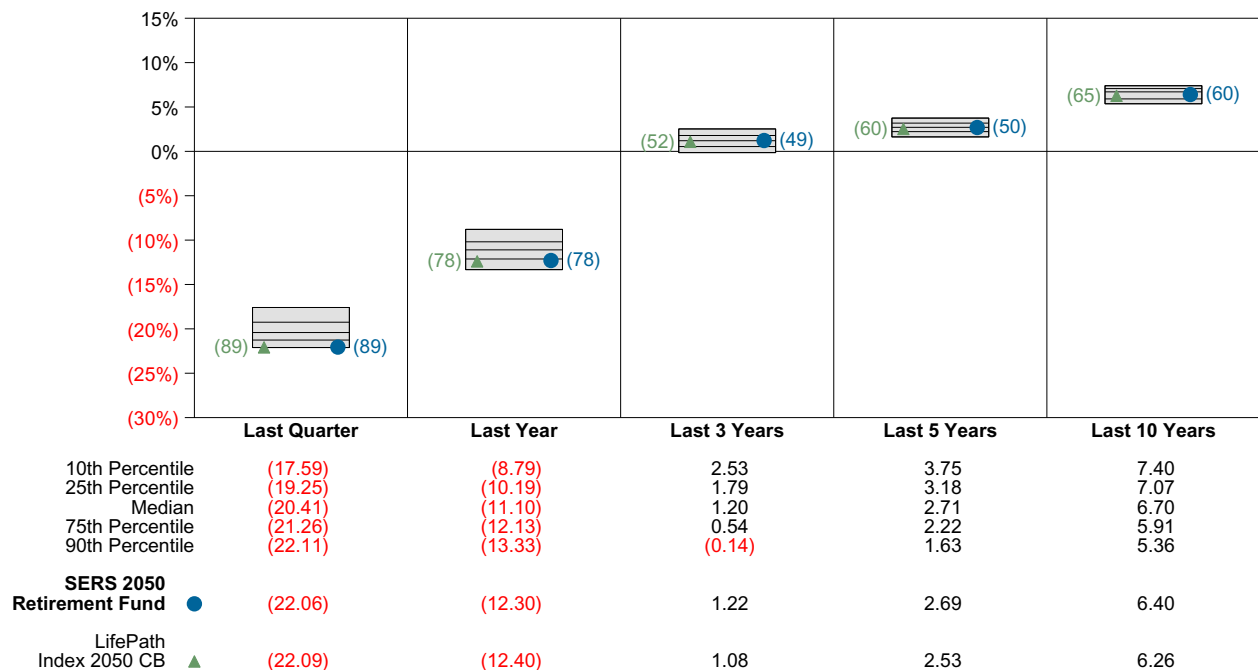 15%
10%
5%
0%
(5%)
(10%)
(15%)
(20%)
(25%)
(30%)
(89) (89)
(78) (78)
(52) (49)
(60) (50)
(65) (60)
Last Quarter Last Year Last 3 Years Last 5 Years Last 10 Years
10th Percentile (17.59) (8.79) 2.53 3.75 7.40
25th Percentile (19.25) (10.19) 1.79 3.18 7.07
Median (20.41) (11.10) 1.20 2.71 6.70
75th Percentile (21.26) (12.13) 0.54 2.22 5.91
90th Percentile (22.11) (13.33) (0.14) 1.63 5.36
SERS 2050
Retirement Fund (22.06) (12.30) 1.22 2.69 6.40
LifePath
Index 2050 CB (22.09) (12.40) 1.08 2.53 6.26